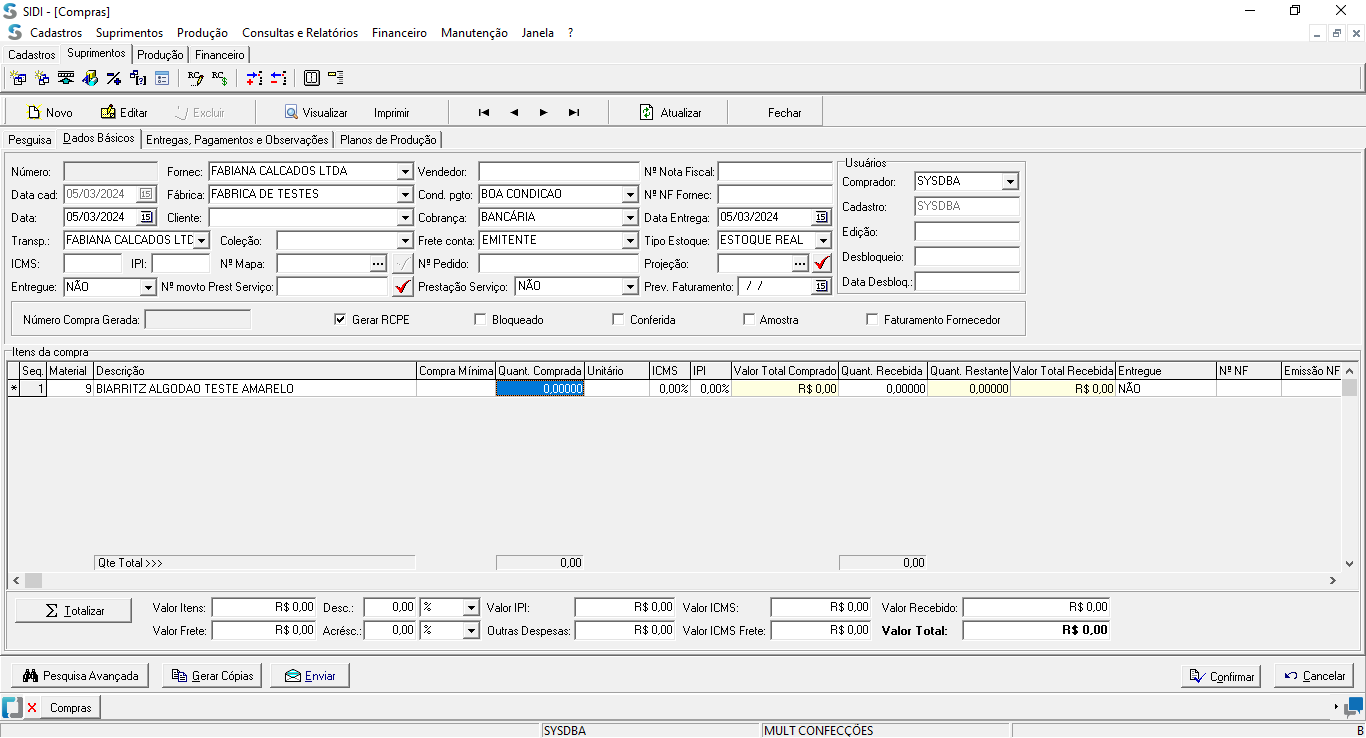 SIDI - [Compras]
Cadastros Suprimentos Produção Consultas e Relatórios Financeiro Manutenção Janela ?
Cadastros Suprimentos Produção Financeiro
Novo Editar Excluir Visualizar Imprimir Atualizar Fechar
Pesquisa Dados Básicos Entregas, Pagamentos e Observações Planos de Produção
Número: Fornec: FABIANA CALCADOS LTDA Vendedor: Nº Nota Fiscal: Usuários
Comprador: SYSDBA
Data cad: 05/03/2024 15 Fábrica: FABRICA DE TESTES Cond. pgto: BOA CONDICAO Nº NF Fornec:
Cadastro: SYSDBA
Data: 05/03/2024 15 Cliente: Cobrança: BANCÁRIA Data Entrega: 05/03/2024 15
Edição:
Transp.: FABIANA CALCADOS LTC Coleção: Frete conta: EMITENTE Tipo Estoque: ESTOQUE REAL
Desbloqueio:
ICMS: IPI: Nº Mapa: ... Nº Pedido: Projeção: ...
Data Desbloq.:
Entregue: NÃO Nº movto Prest Serviço: Prestação Serviço: NÃO Prev. Faturamento: / / 15
Número Compra Gerada: Gerar RCPE Bloqueado Conferida Amostra Faturamento Fornecedor
Itens da compra
Seq. Material Descrição Compra Mínima Quant. Comprada Unitário ICMS IPI Valor Total Comprado Quant. Recebida Quant. Restante Valor Total Recebida Entregue Nº NF Emissão NF
* 1 9 BIARRITZ ALGODAO TESTE AMARELO 0,00000 0,00% 0,00% R$ 0,00 0,00000 0,00000 R$ 0,00 NÃO
Qte Total >>> 0,00 0,00
Σ Totalizar Valor Itens: R$ 0,00 Desc.: 0,00 % Valor IPI: R$ 0,00 Valor ICMS: R$ 0,00 Valor Recebido: R$ 0,00
Valor Frete: R$ 0,00 Acrésc.: 0,00 % Outras Despesas: R$ 0,00 Valor ICMS Frete: R$ 0,00 Valor Total: R$ 0,00
Pesquisa Avançada Gerar Cópias Enviar Confirmar Cancelar
Compras
SYSDBA MULT CONFECÇÕES B